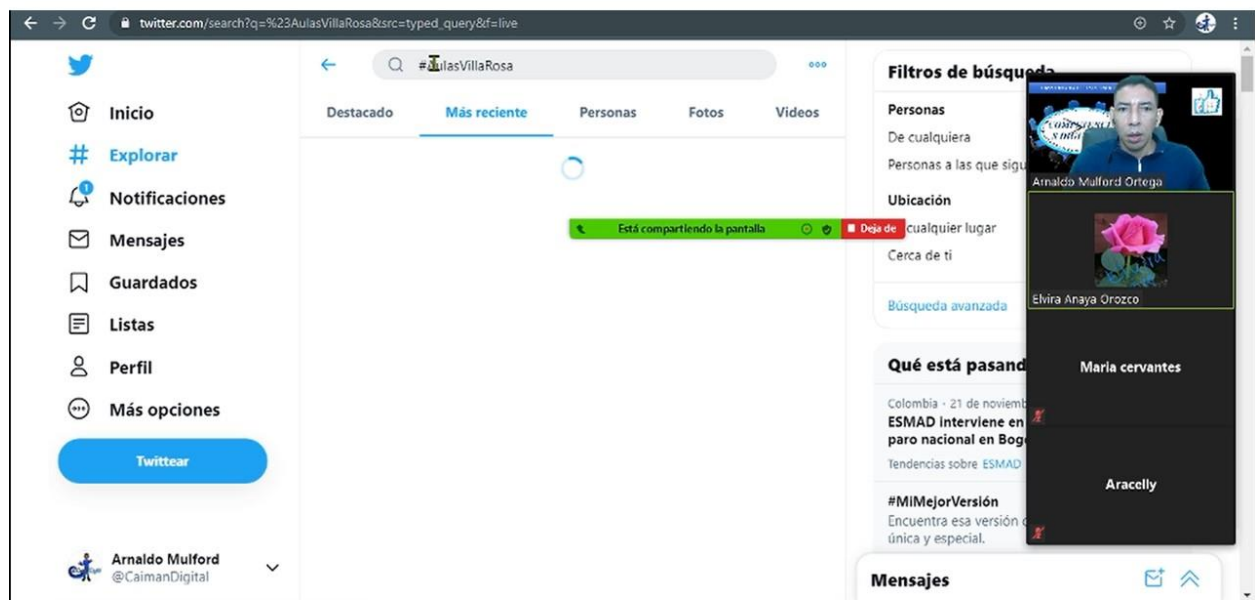 twitter.com/search?q=%23AulasVillaRosa&src=typed_query&f=live
Inicio
Explorar
1
Notificaciones
Mensajes
Guardados
Listas
Perfil
Más opciones
Twittear
Arnaldo Mulford
@CaimanDigital
#AulasVillaRosa
Destacado
Más reciente
Personas
Fotos
Videos
Está compartiendo la pantalla
Deja de
Filtros de búsqueda
Personas
De cualquiera
Personas a las que sigu
Ubicación
cualquier lugar
Cerca de ti
Búsqueda avanzada
Qué está pasand
Colombia · 21 de noviemb
ESMAD interviene en
paro nacional en Bog
Tendencias sobre ESMAD
#MiMejorVersión
Encuentra esa versión
única y especial.
Mensajes
Arnaldo Mulford Ortega
Elvira Anaya Orozco
Maria cervantes
Aracelly